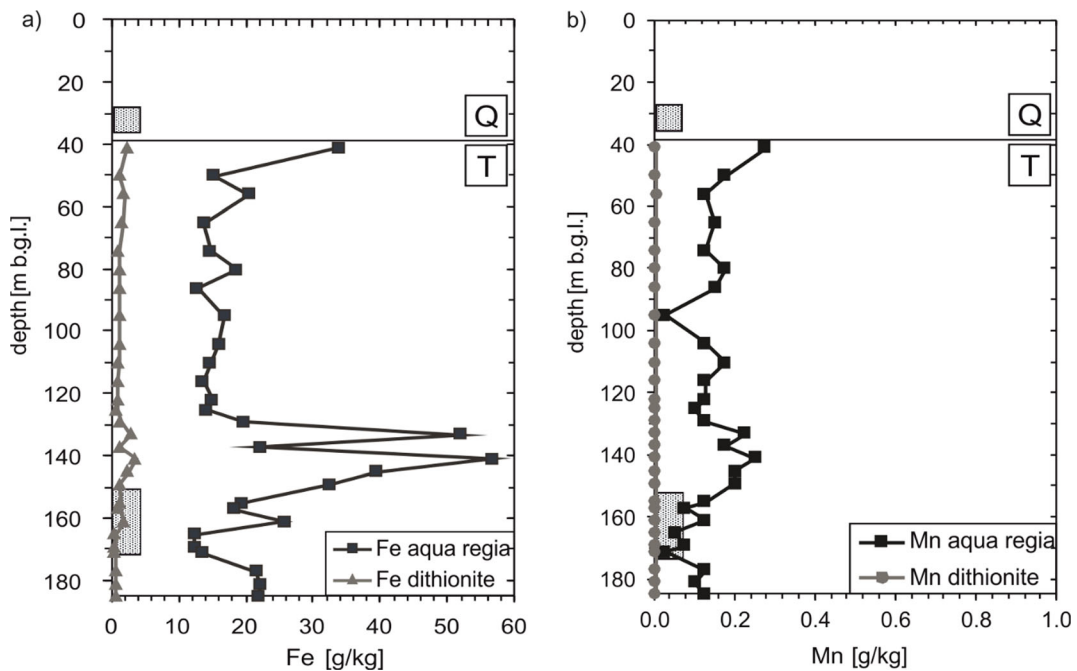 a)
0
20
40
60
80
100
120
140
160
180
depth [m b.g.l.]
Q
T
Fe aqua regia
Fe dithionite
0
10
20
30
40
50
60
Fe [g/kg]
b)
0
20
40
60
80
100
120
140
160
180
depth [m b.g.l.]
Q
T
Mn aqua regia
Mn dithionite
0.0
0.2
0.4
0.6
0.8
1.0
Mn [g/kg]